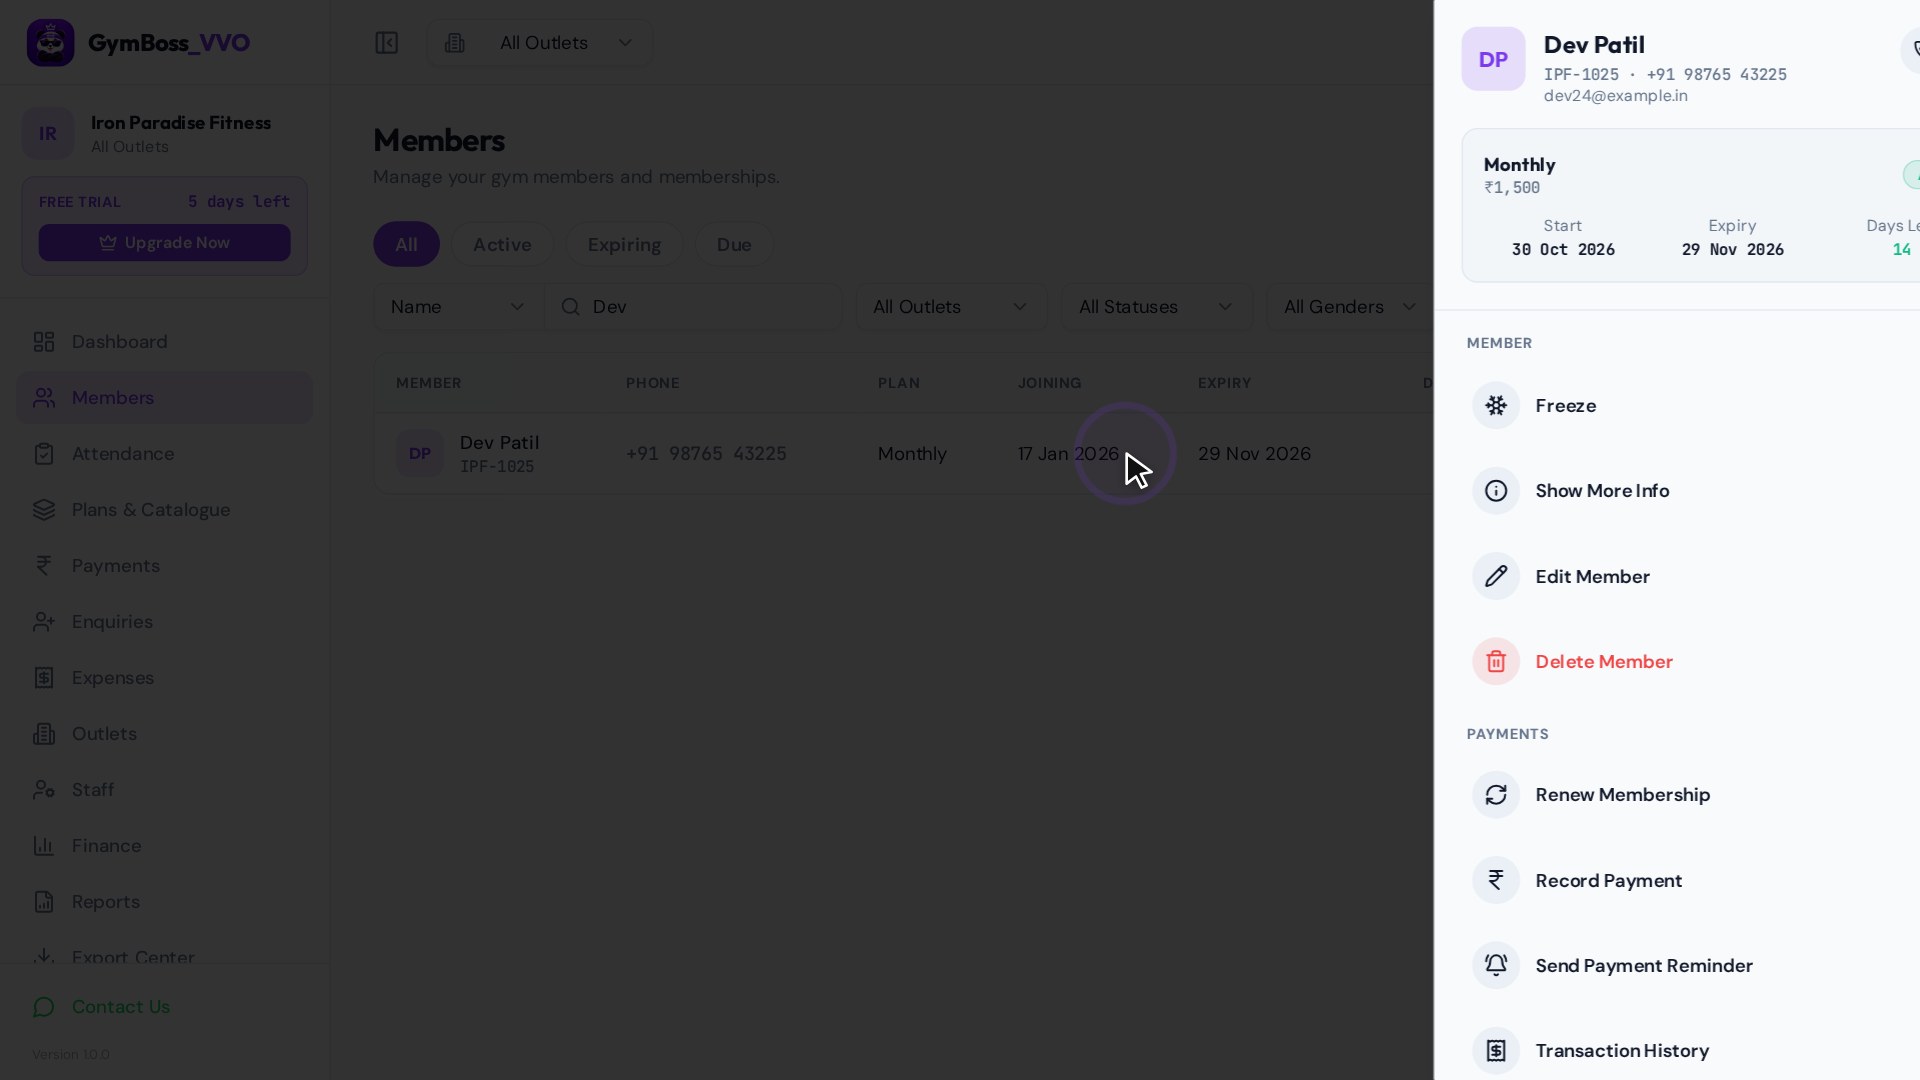 GymBoss_VVO
All Outlets
IR
Iron Paradise Fitness
All Outlets
FREE TRIAL
5 days left
Upgrade Now
Dashboard
Members
Attendance
Plans & Catalogue
Payments
Enquiries
Expenses
Outlets
Staff
Finance
Reports
Export Center
Contact Us
Version 1.0.0
Members
Manage your gym members and memberships.
All
Active
Expiring
Due
Name
Dev
All Outlets
All Statuses
All Genders
MEMBER
PHONE
PLAN
JOINING
EXPIRY
DP
Dev Patil
IPF-1025
+91 98765 43225
Monthly
17 Jan 2026
29 Nov 2026
DP
Dev Patil
IPF-1025 · +91 98765 43225
dev24@example.in
Monthly
₹1,500
Start
30 Oct 2026
Expiry
29 Nov 2026
Days
14
MEMBER
Freeze
Show More Info
Edit Member
Delete Member
PAYMENTS
Renew Membership
Record Payment
Send Payment Reminder
Transaction History